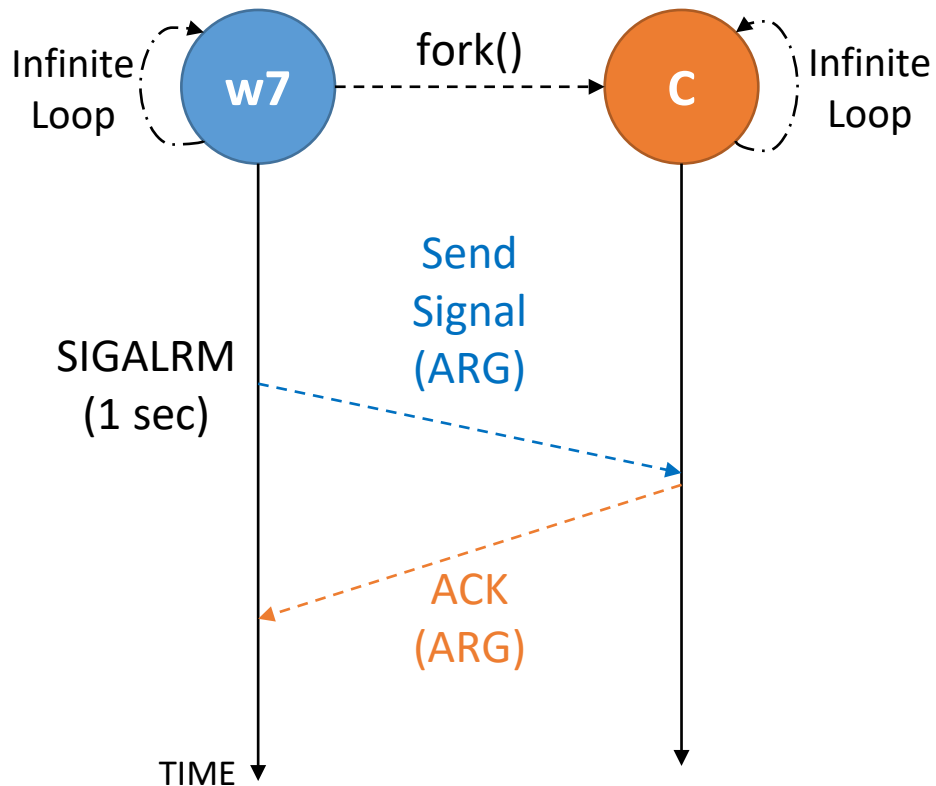 Infinite
Loop
w7
fork()
C
Infinite
Loop
Send
Signal
(ARG)
SIGALRM
(1 sec)
ACK
(ARG)
TIME